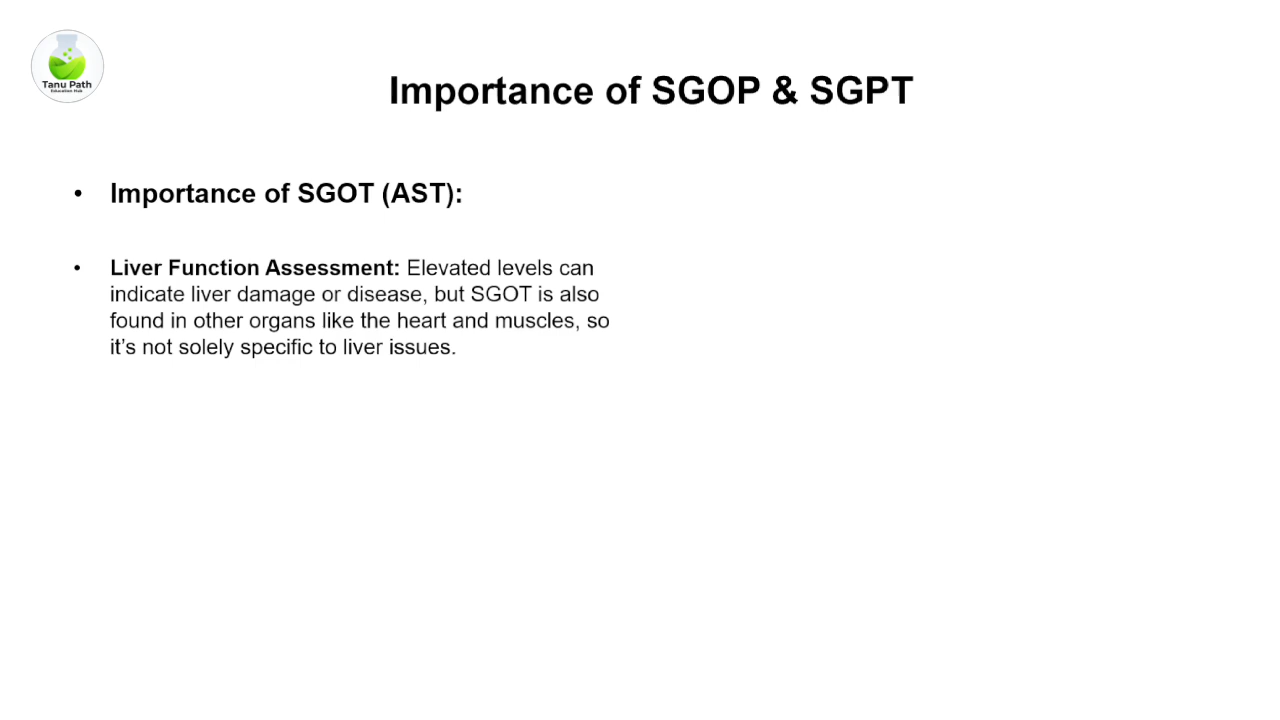 Tanu Path
Education Hub
Importance of SGOP & SGPT
• Importance of SGOT (AST):
• Liver Function Assessment: Elevated levels can
indicate liver damage or disease, but SGOT is also
found in other organs like the heart and muscles, so
it’s not solely specific to liver issues.